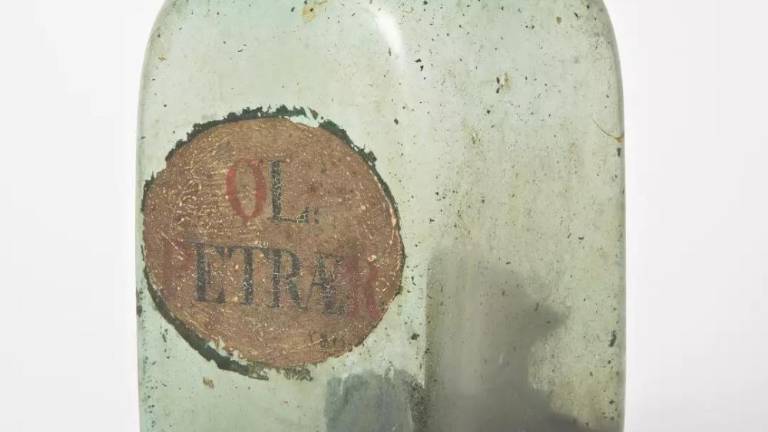 OL.
PETRÆ R